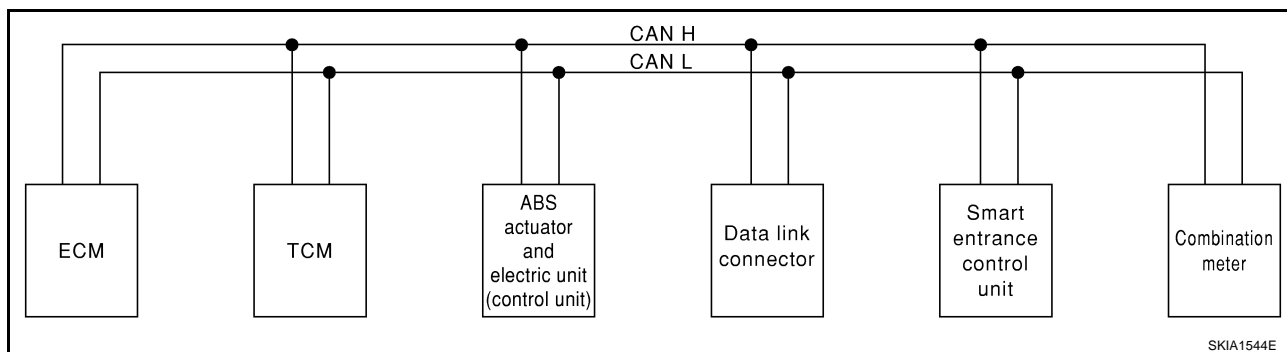 CAN H
CAN L
ECM
TCM
ABS
actuator
and
electric unit
(control unit)
Data link
connector
Smart
entrance
control
unit
Combination
meter
SKIA1544E